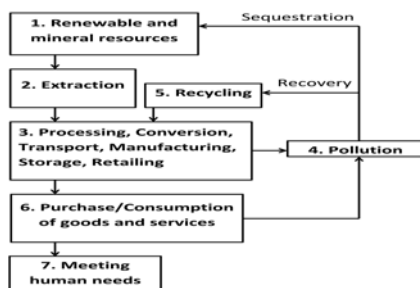 Sequestration
1. Renewable and
mineral resources
2. Extraction
Recovery
5. Recycling
3. Processing, Conversion,
Transport, Manufacturing,
Storage, Retailing
4. Pollution
6. Purchase/Consumption
of goods and services
7. Meeting
human needs